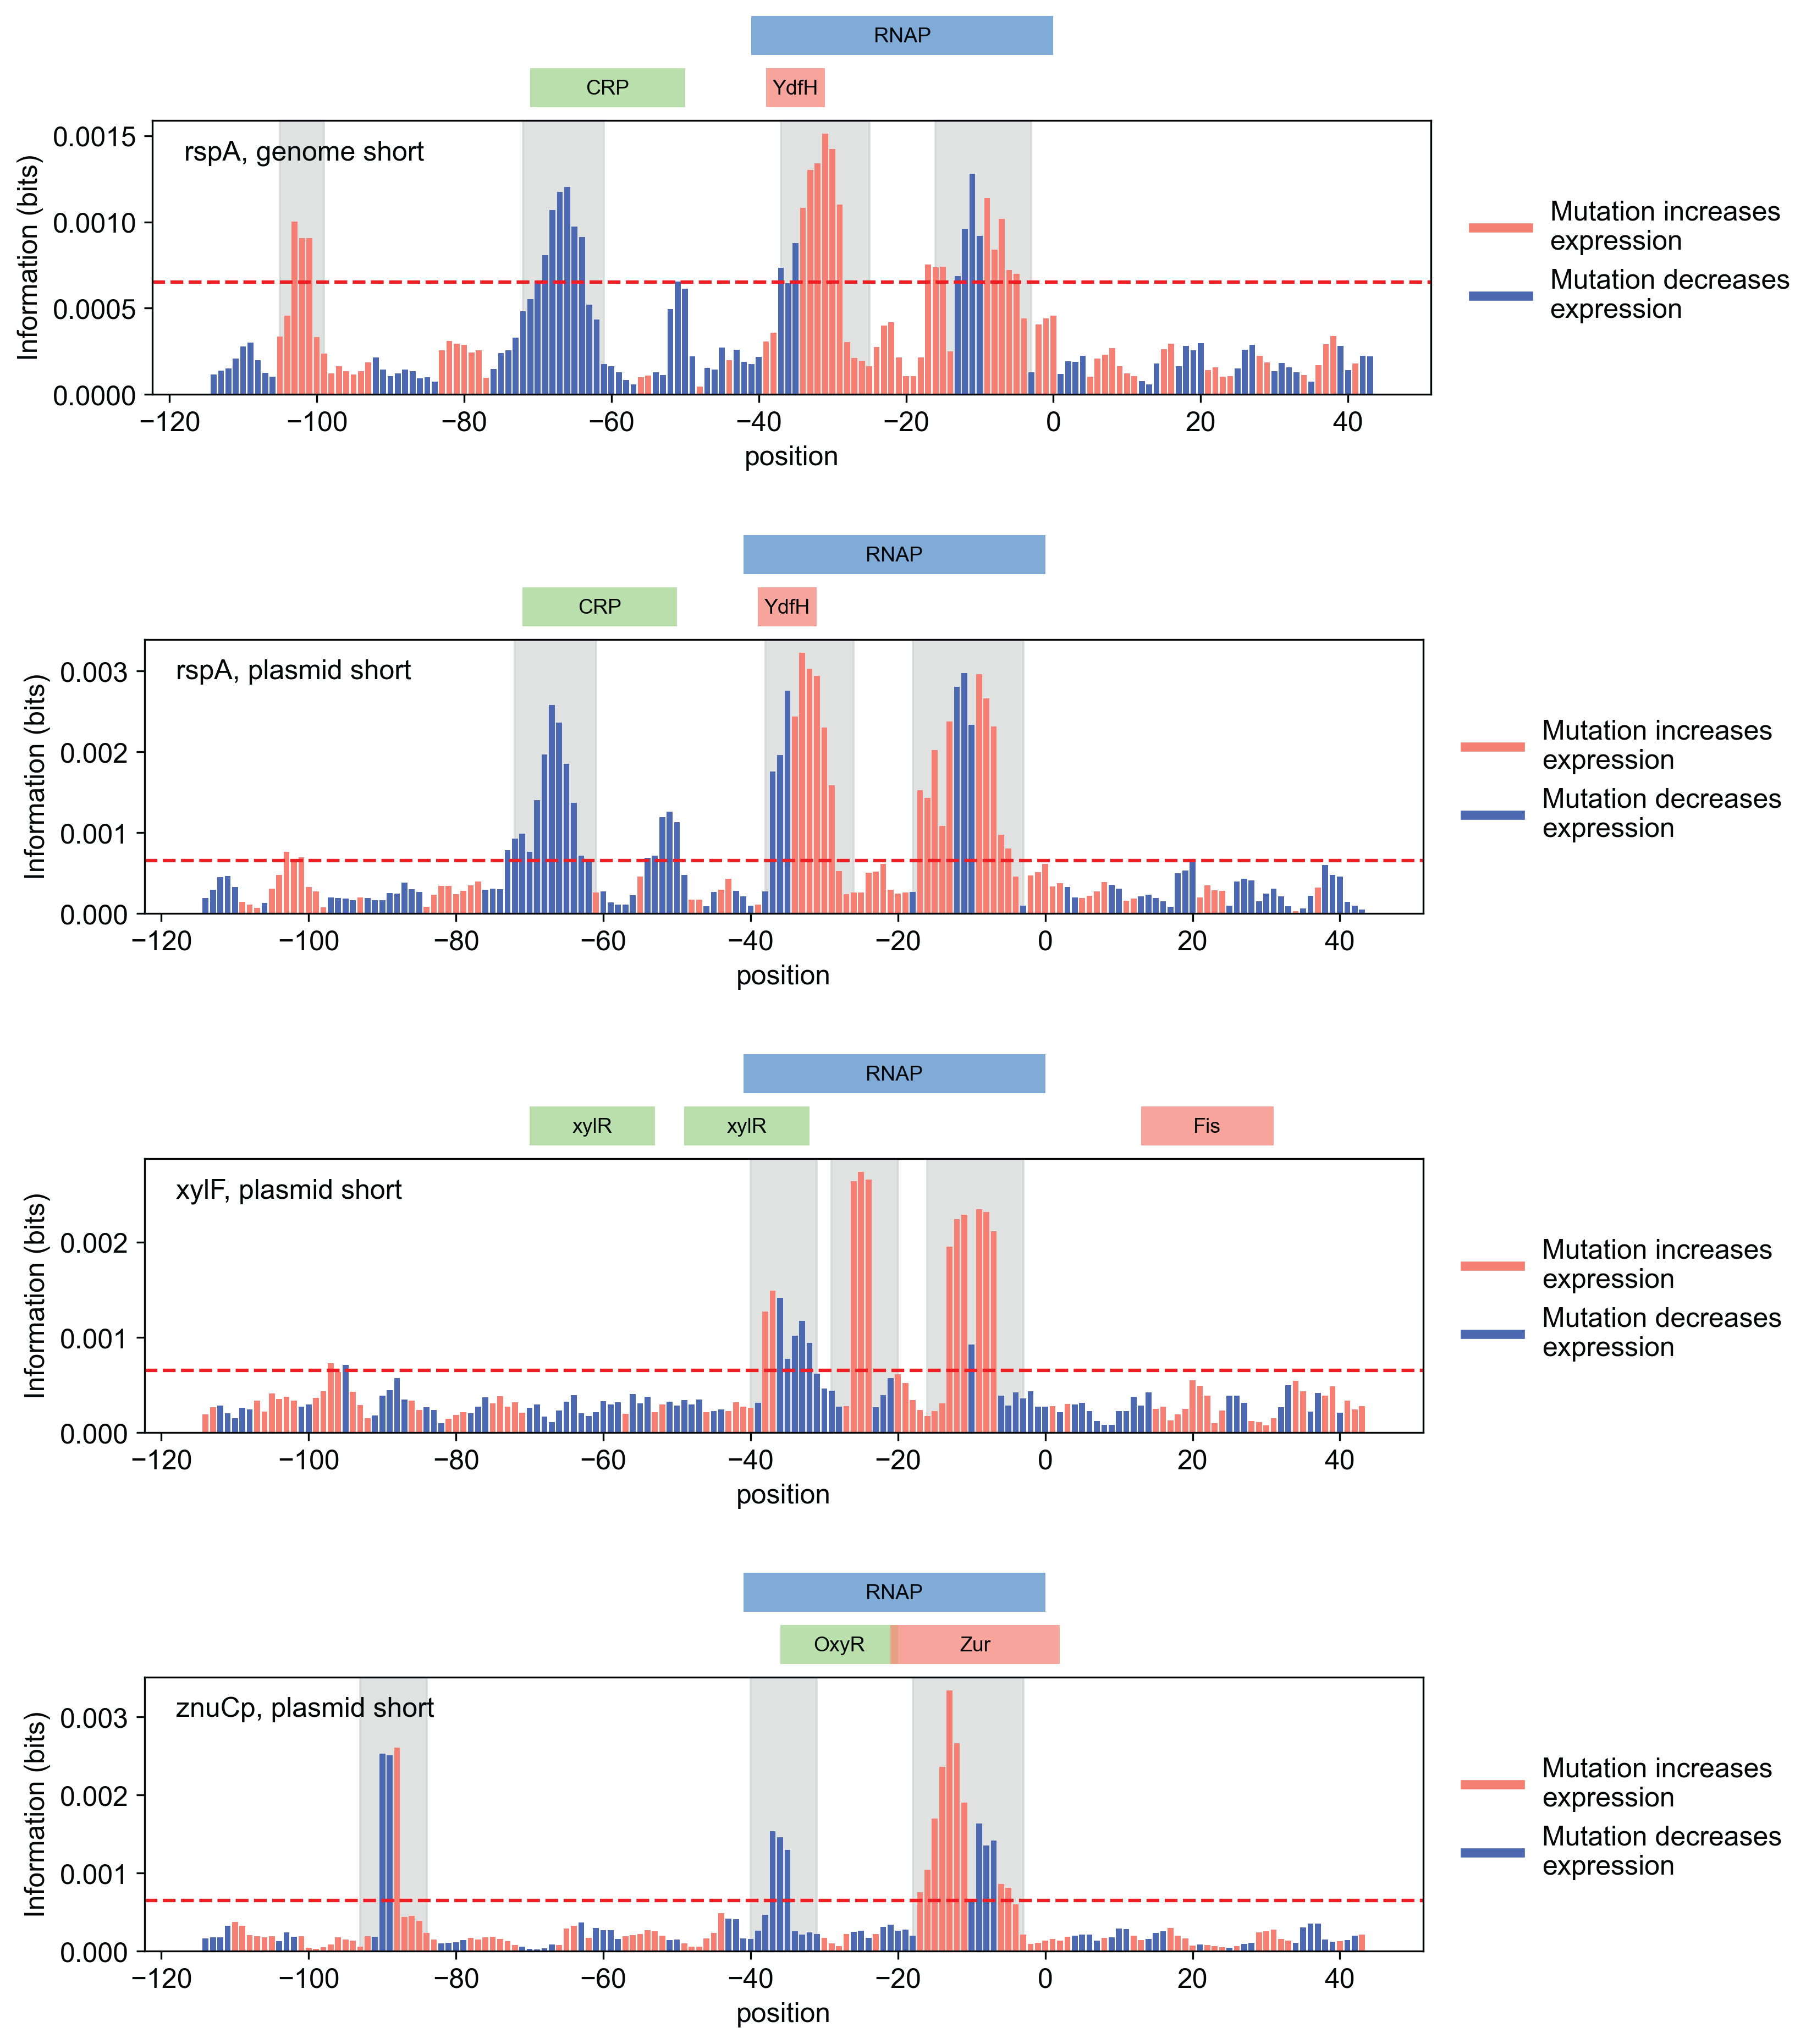 RNAP
CRP
YdfH
rspA, genome short
Information (bits)
0.0015
0.0010
0.0005
0.0000
−120 −100 −80 −60 −40 −20 0 20 40
position
Mutation increases
expression
Mutation decreases
expression
RNAP
CRP
YdfH
rspA, plasmid short
Information (bits)
0.003
0.002
0.001
0.000
−120 −100 −80 −60 −40 −20 0 20 40
position
Mutation increases
expression
Mutation decreases
expression
RNAP
xylR
xylR
Fis
xylF, plasmid short
Information (bits)
0.002
0.001
0.000
−120 −100 −80 −60 −40 −20 0 20 40
position
Mutation increases
expression
Mutation decreases
expression
RNAP
OxyR
Zur
znuCp, plasmid short
Information (bits)
0.003
0.002
0.001
0.000
−120 −100 −80 −60 −40 −20 0 20 40
position
Mutation increases
expression
Mutation decreases
expression